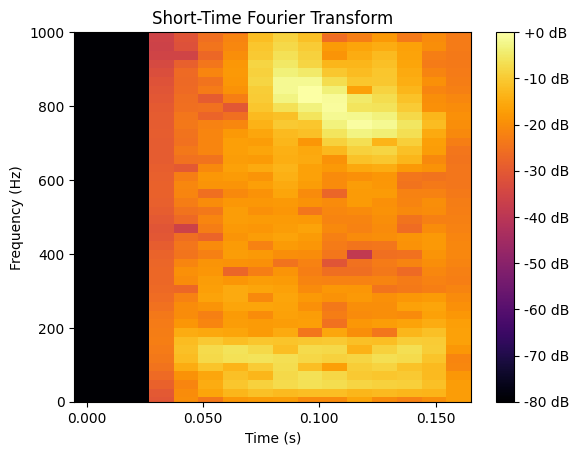 Short-Time Fourier Transform
Frequency (Hz)
1000
800
600
400
200
0
0.000
0.050
0.100
0.150
Time (s)
+0 dB
-10 dB
-20 dB
-30 dB
-40 dB
-50 dB
-60 dB
-70 dB
-80 dB